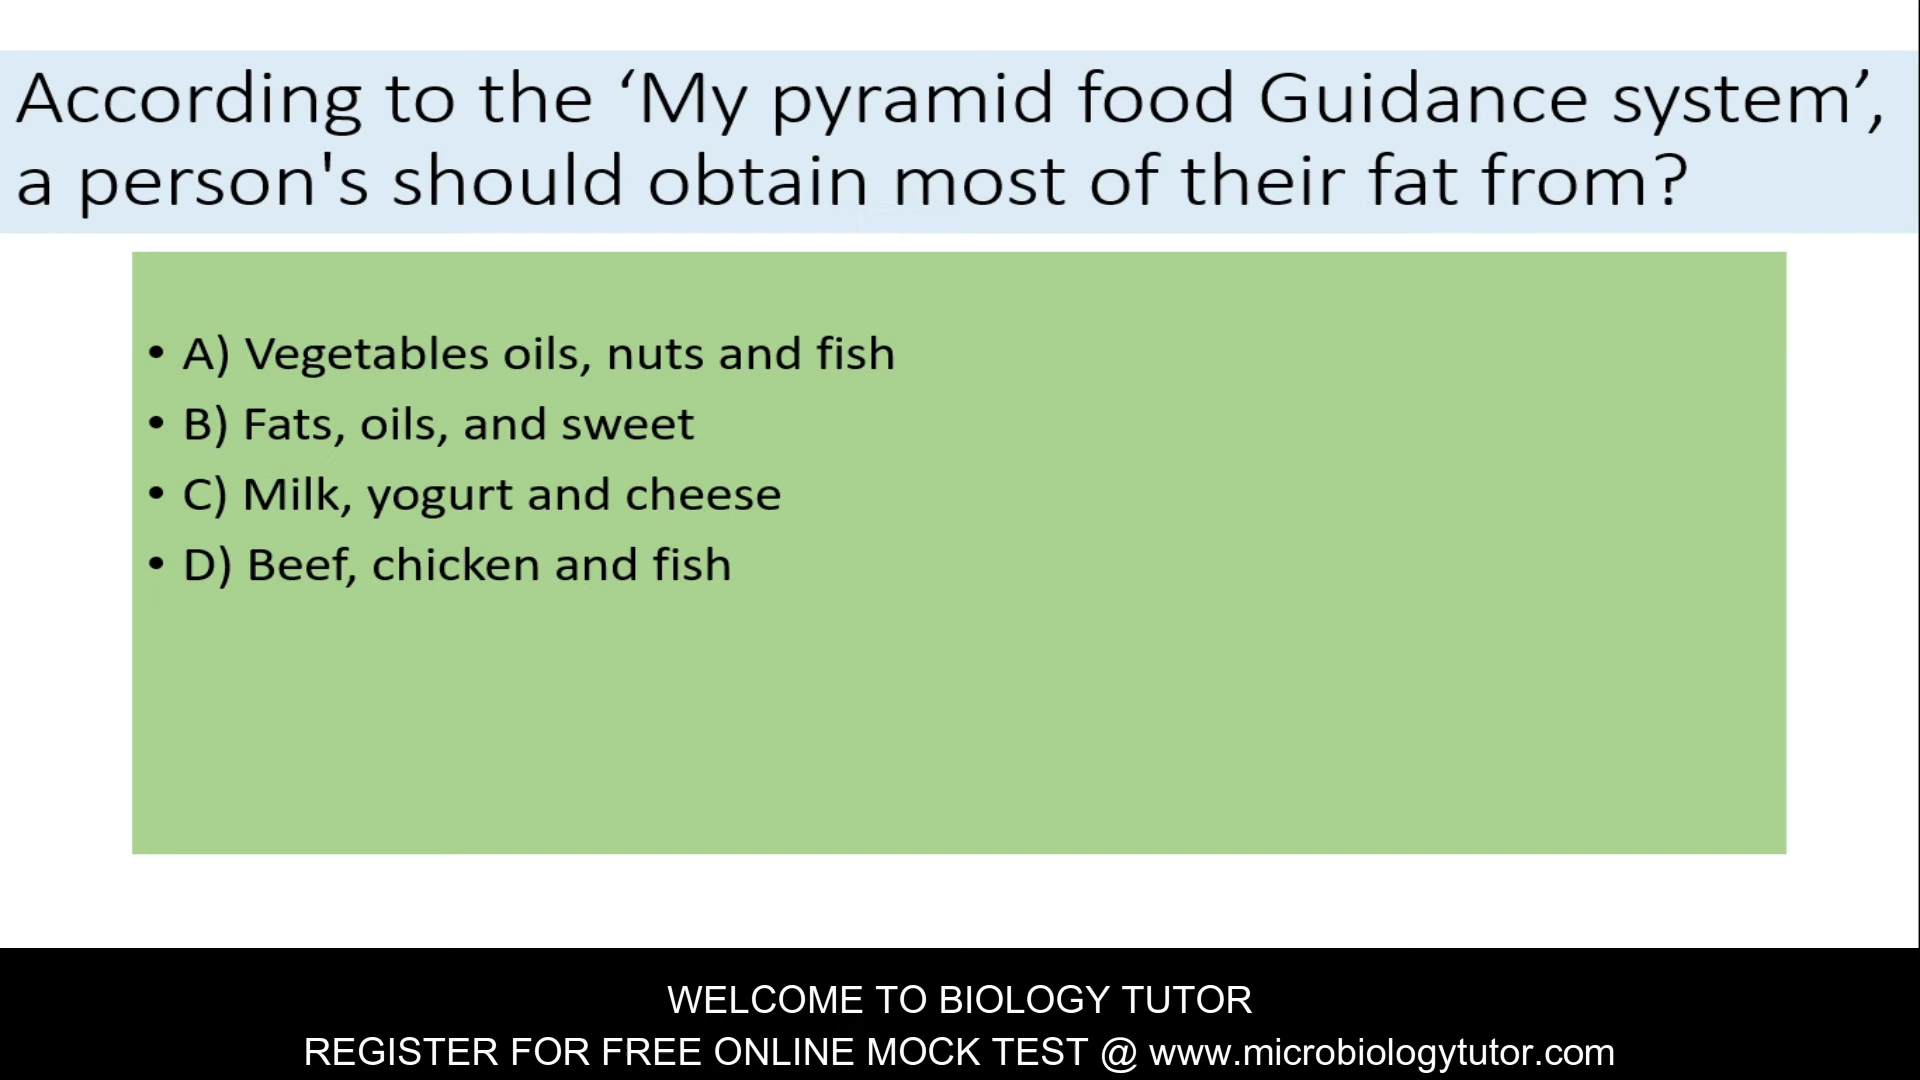 According to the ‘My pyramid food Guidance system’,
a person's should obtain most of their fat from?
• A) Vegetables oils, nuts and fish
• B) Fats, oils, and sweet
• C) Milk, yogurt and cheese
• D) Beef, chicken and fish
WELCOME TO BIOLOGY TUTOR
REGISTER FOR FREE ONLINE MOCK TEST @ www.microbiologytutor.com